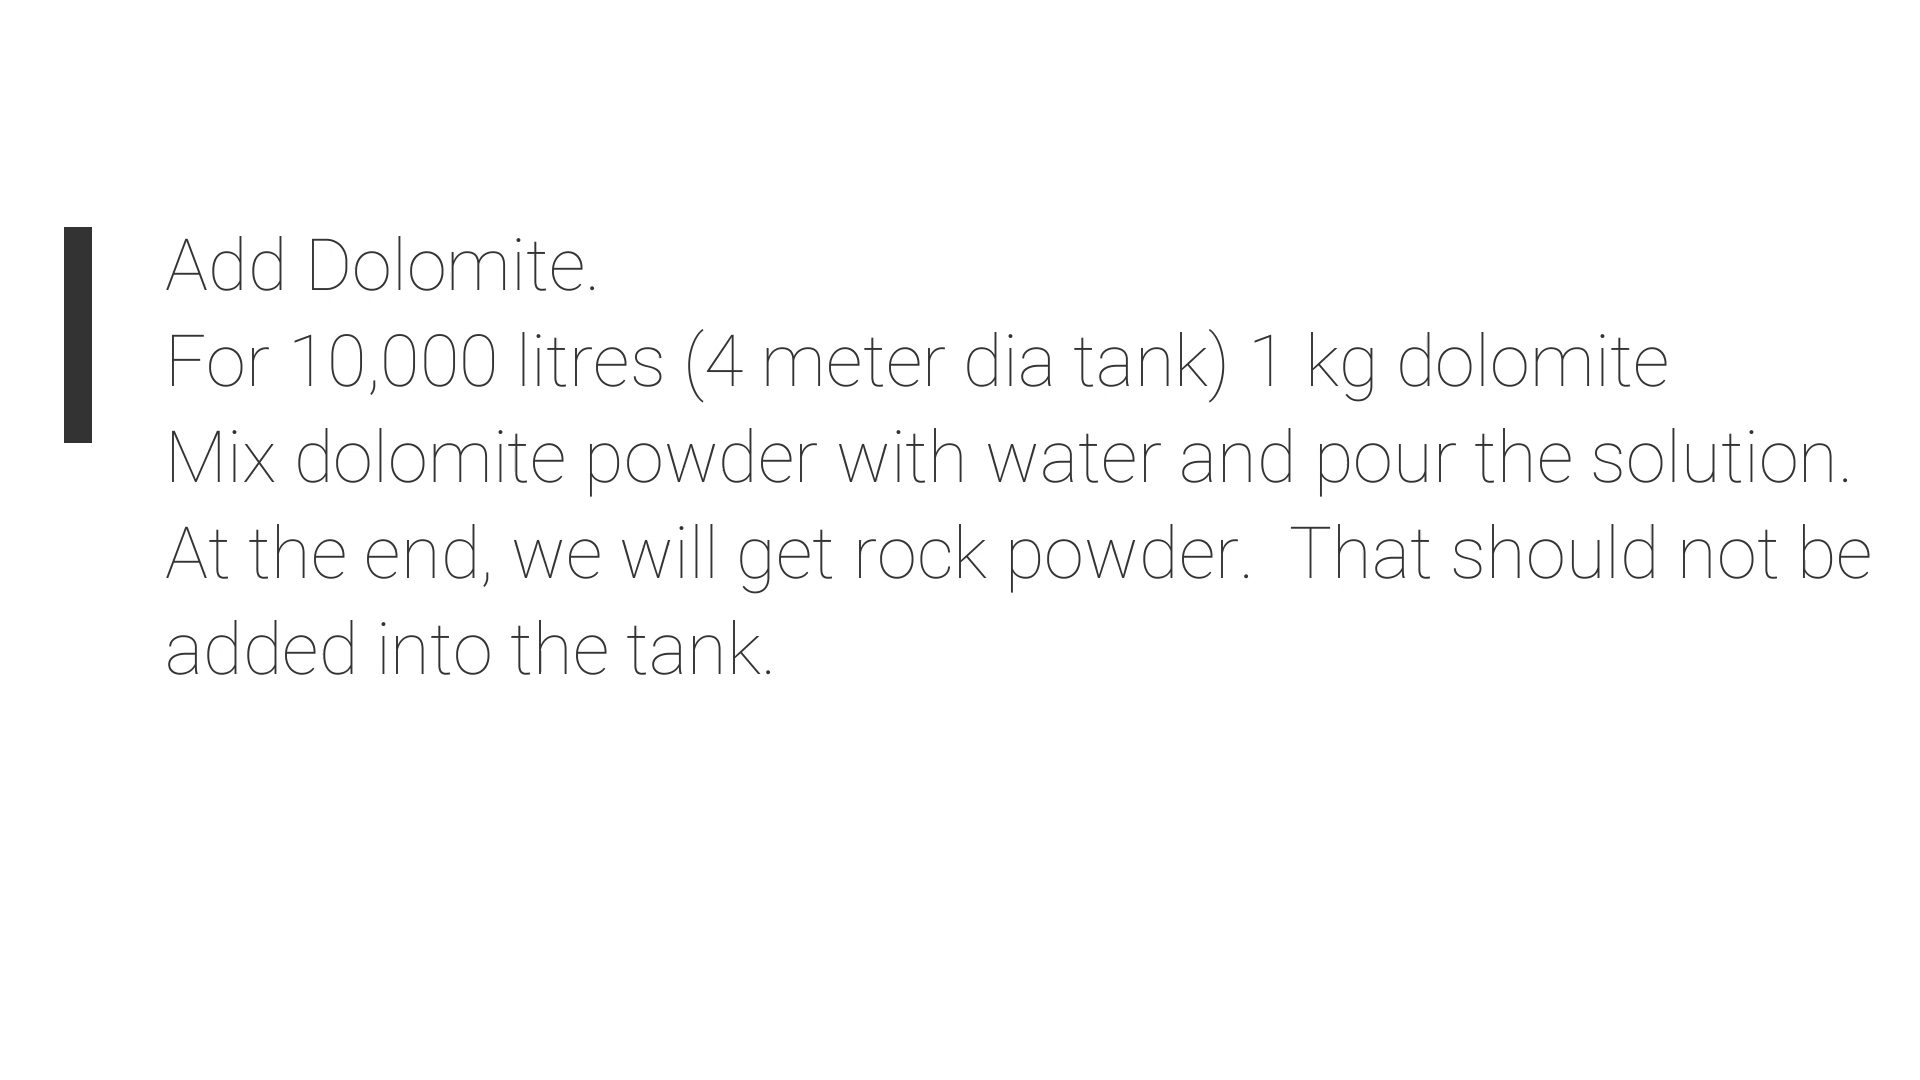 Add Dolomite.
For 10,000 litres (4 meter dia tank) 1 kg dolomite
Mix dolomite powder with water and pour the solution.
At the end, we will get rock powder.  That should not be
added into the tank.